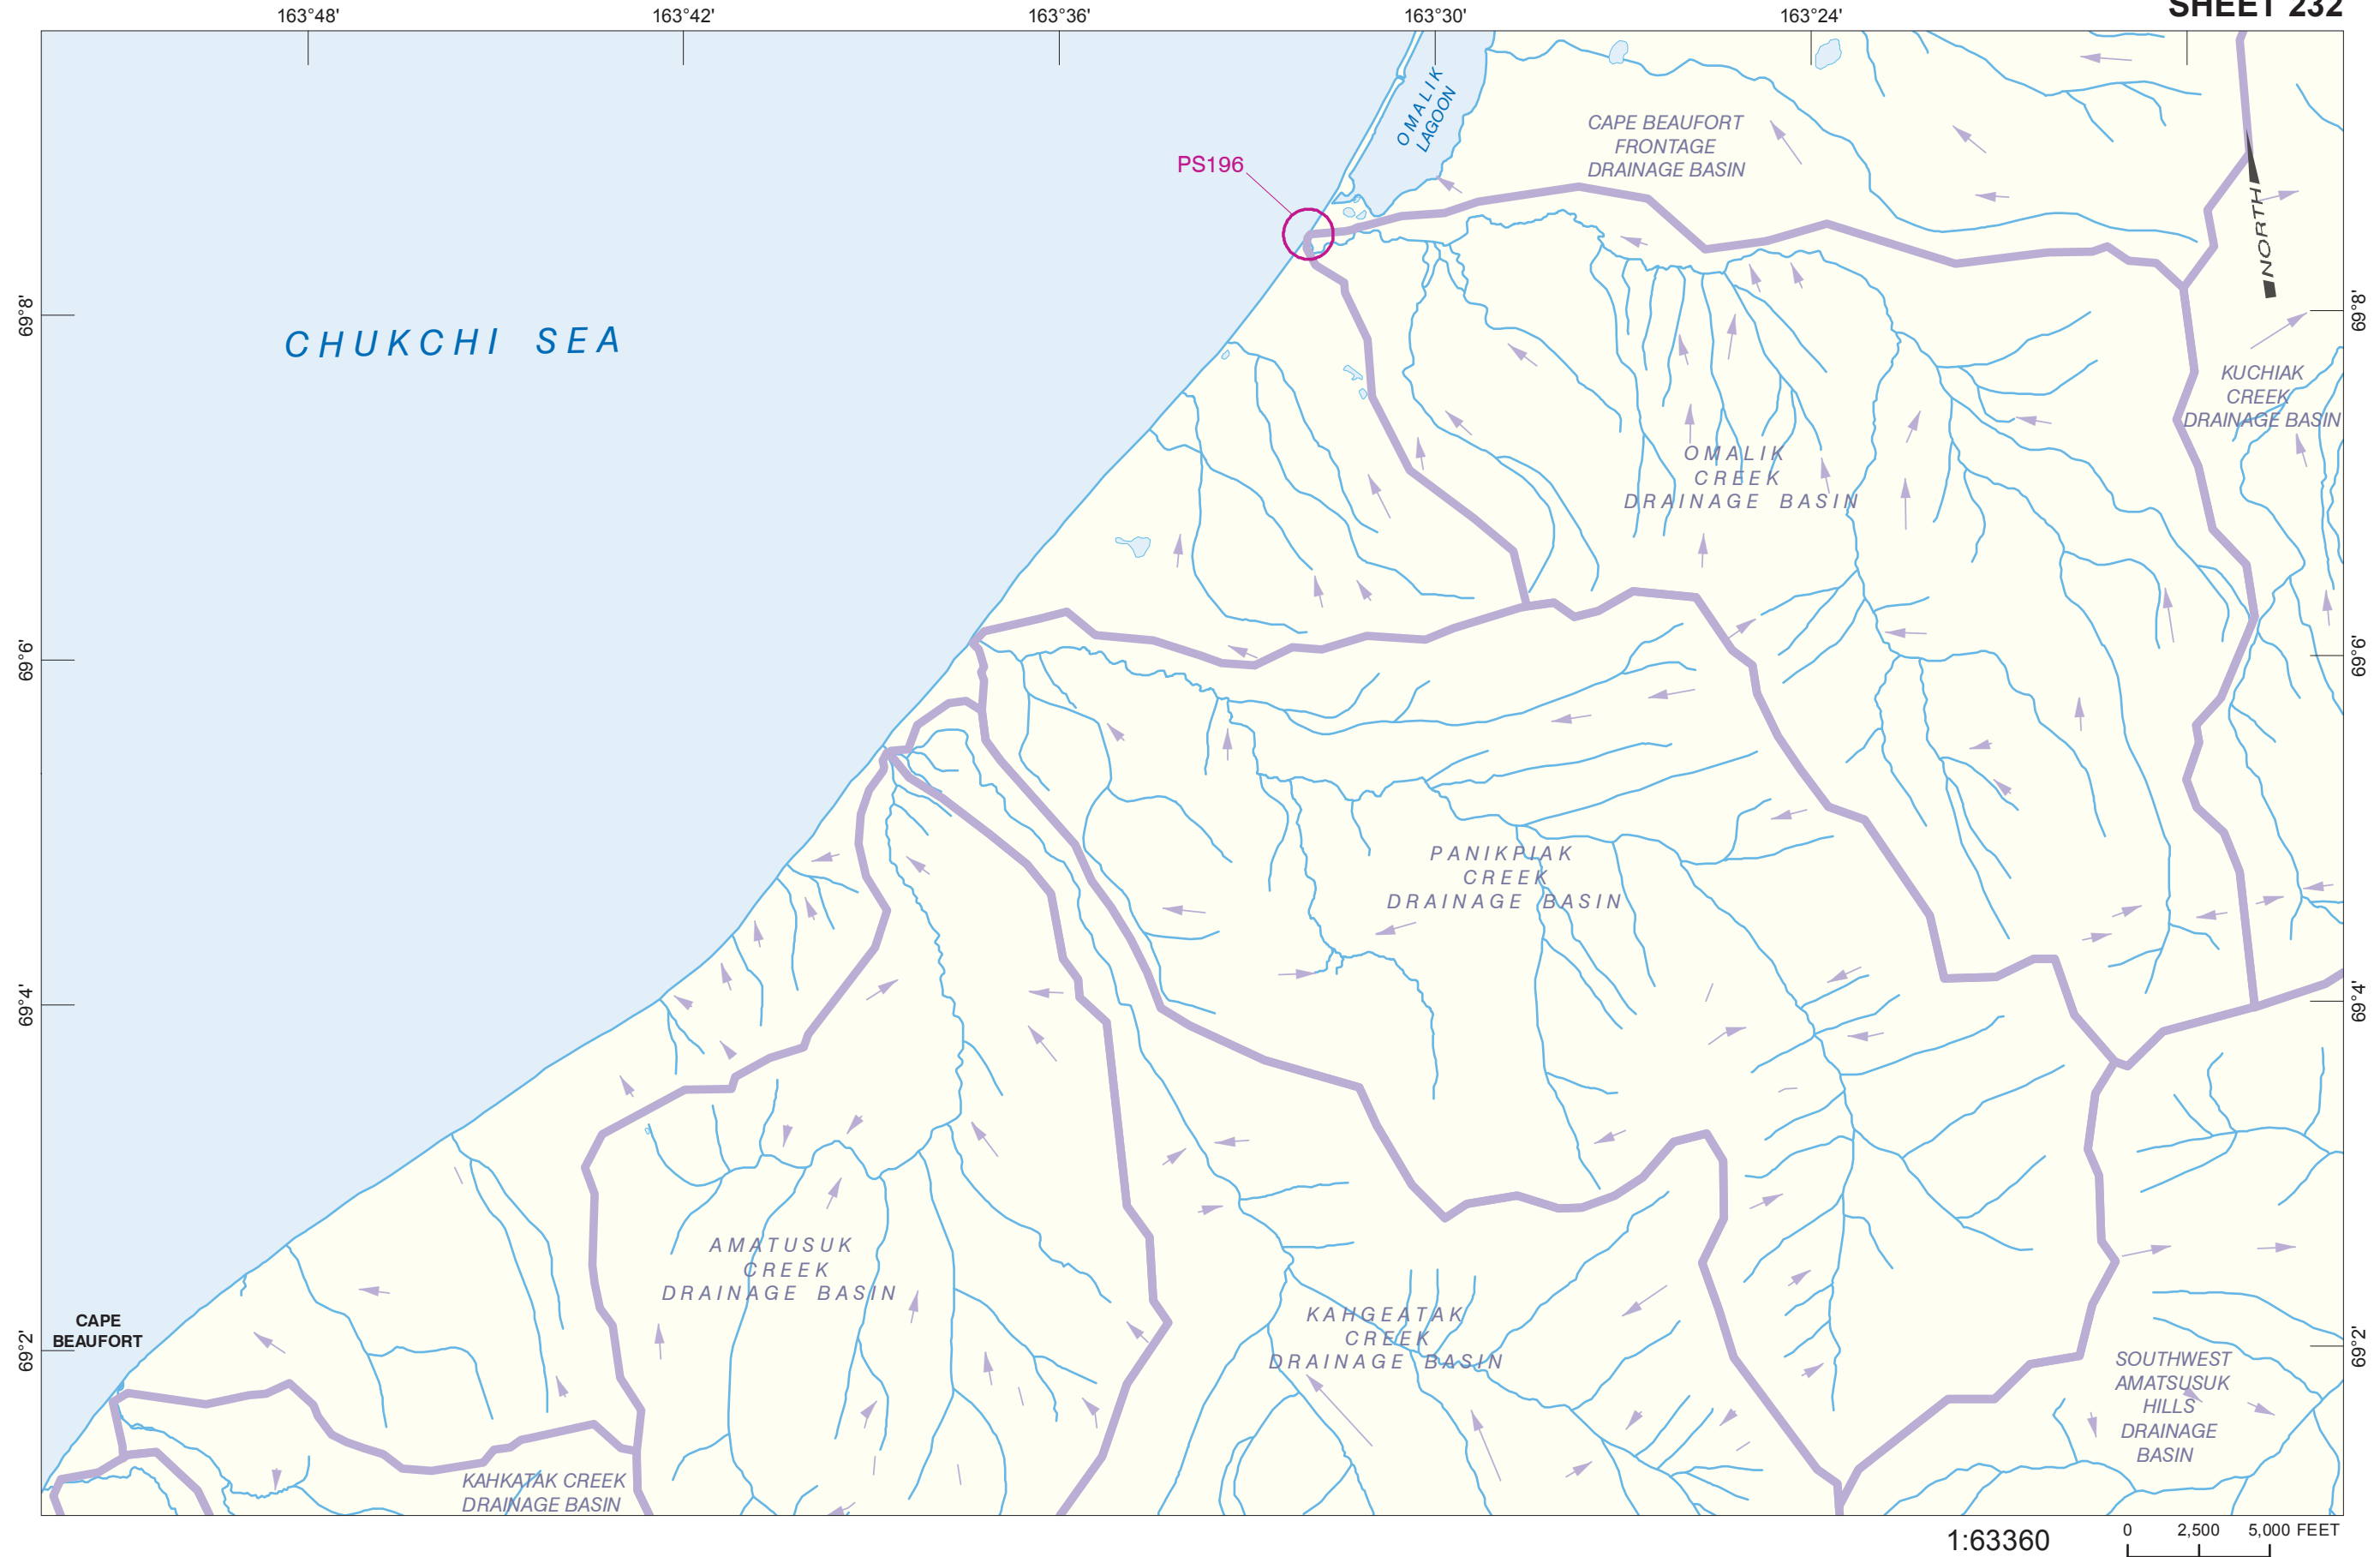 SHEET 232
163°48'
163°42'
163°36'
163°30'
163°24'
OMALIK
LAGOON
CAPE BEAUFORT
FRONTAGE
DRAINAGE BASIN
PS196
NORTH
69°8'
69°8'
CHUKCHI SEA
KUCHIAK
CREEK
DRAINAGE BASIN
OMALIK
CREEK
DRAINAGE BASIN
69°6'
69°6'
PANIKPIAK
CREEK
DRAINAGE BASIN
69°4'
69°4'
AMATUSUK
CREEK
DRAINAGE BASIN
KAHGEATAK
CREEK
DRAINAGE BASIN
CAPE
BEAUFORT
69°2'
69°2'
SOUTHWEST
AMATSUSUK
HILLS
DRAINAGE
BASIN
KAHKATAK CREEK
DRAINAGE BASIN
1:63360
0 2,500 5,000 FEET